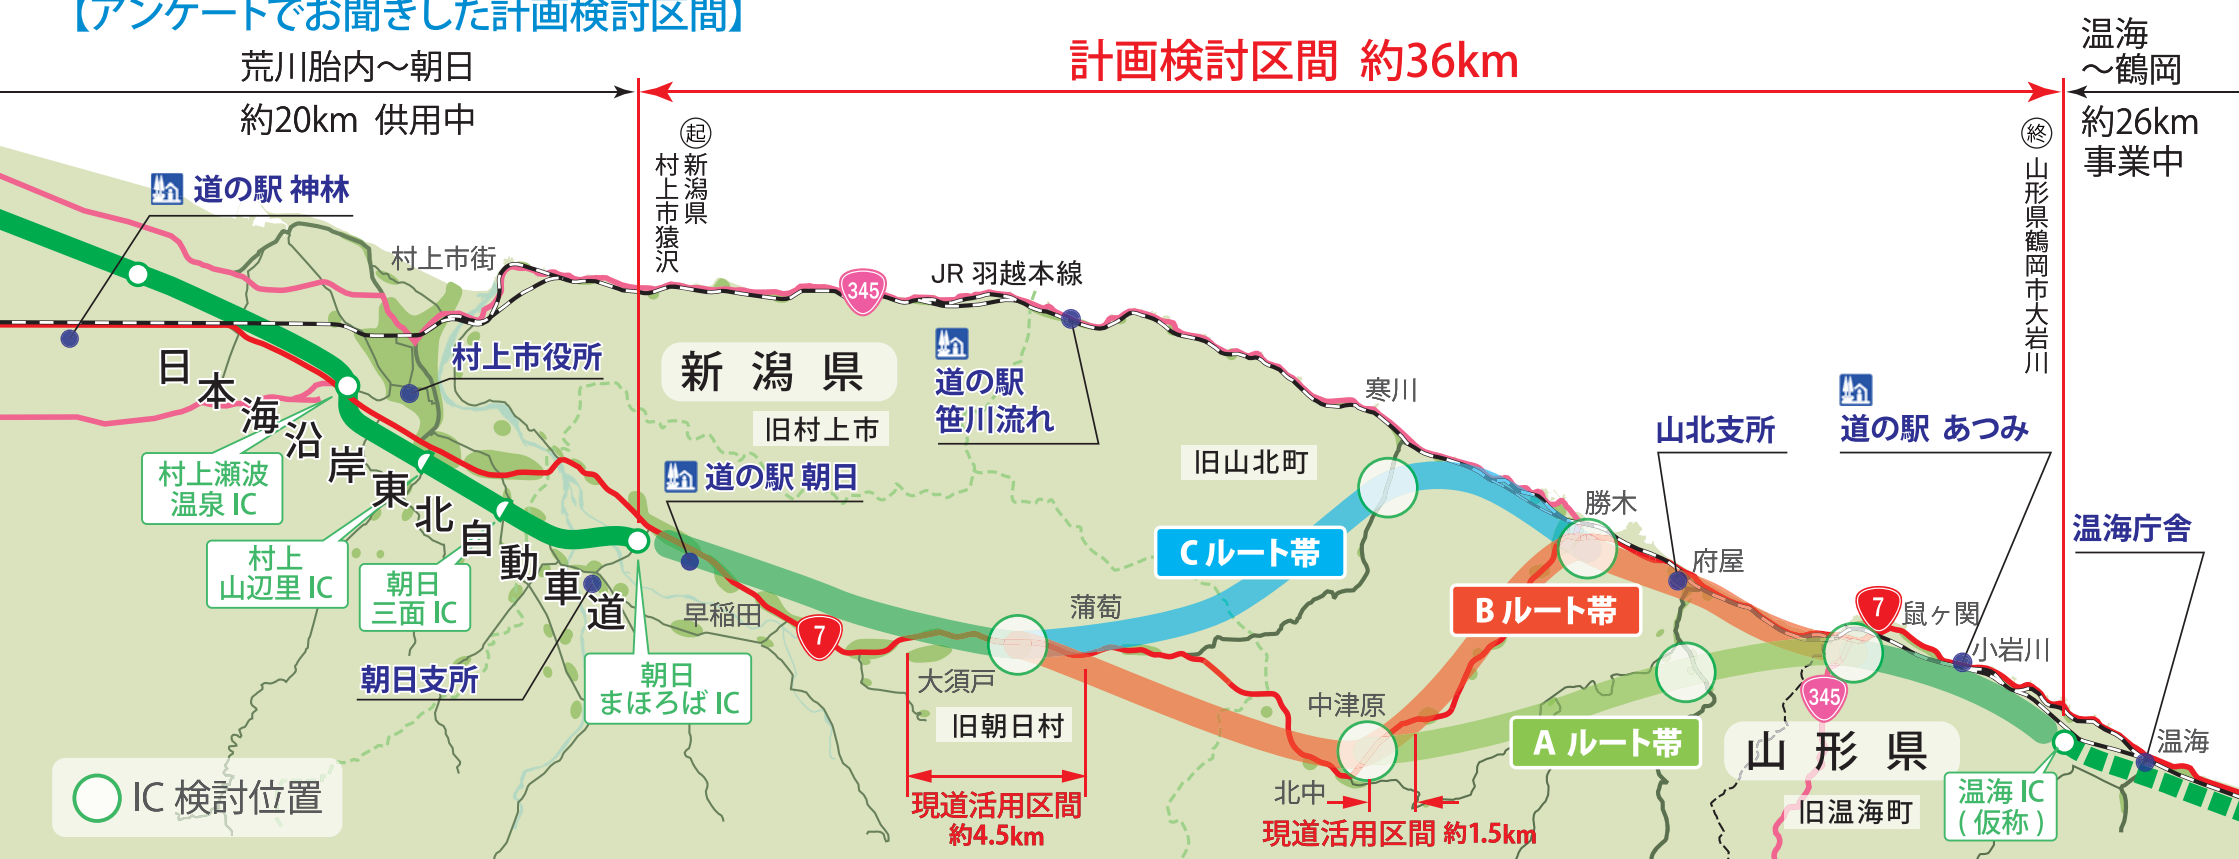 【アンケートでお聞きした計画検討区間】
荒川胎内～朝日
約20km 供用中
計画検討区間 約36km
温海
～鶴岡
約26km
事業中
起
新潟県
村上市猿沢
終
山形県鶴岡市大岩川
道の駅 神林
村上市街
345
JR 羽越本線
村上市役所
新潟県
旧村上市
道の駅
笹川流れ
寒川
日本海沿岸東北自動車道
村上瀬波
温泉 IC
村上
山辺里 IC
朝日
三面 IC
道の駅 朝日
旧山北町
山北支所
道の駅 あつみ
勝木
温海庁舎
C ルート帯
府屋
B ルート帯
蒲萄
早稲田
7
7
鼠ヶ関
小岩川
朝日支所
朝日
まほろば IC
大須戸
旧朝日村
中津原
345
A ルート帯
山形県
温海
北中
旧温海町
温海 IC
(仮称)
現道活用区間
約4.5km
現道活用区間 約1.5km
IC 検討位置